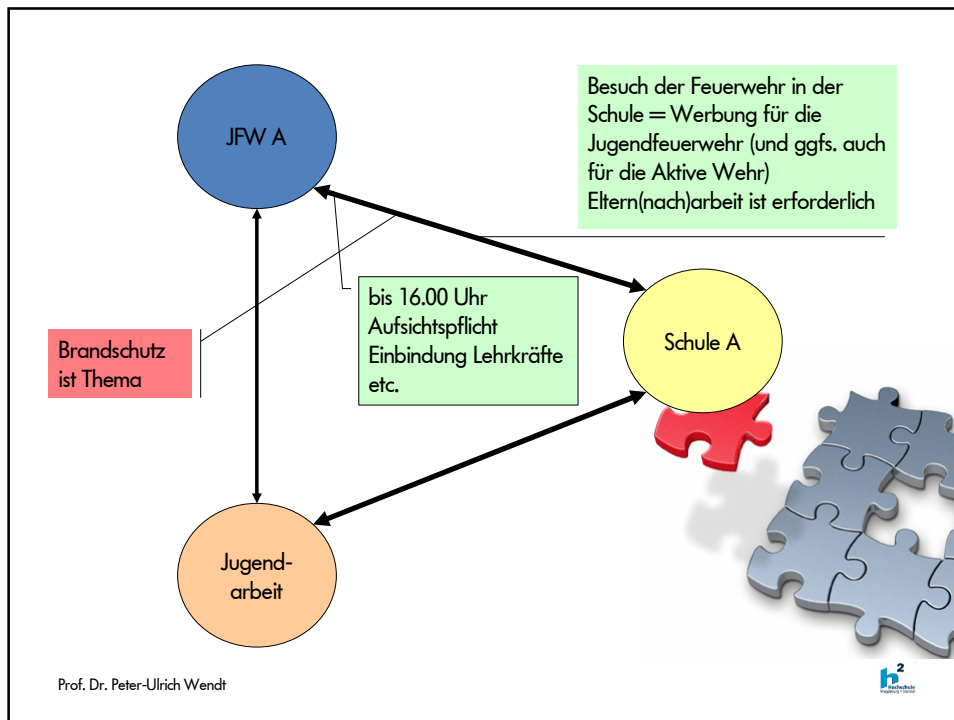 JFW A
Besuch der Feuerwehr in der
Schule = Werbung für die
Jugendfeuerwehr (und ggfs. auch
für die Aktive Wehr)
Eltern(nach)arbeit ist erforderlich
bis 16.00 Uhr
Aufsichtspflicht
Einbindung Lehrkräfte
etc.
Schule A
Brandschutz
ist Thema
Jugend-
arbeit
Prof. Dr. Peter-Ulrich Wendt
h2
Hochschule
Magdeburg • Stendal